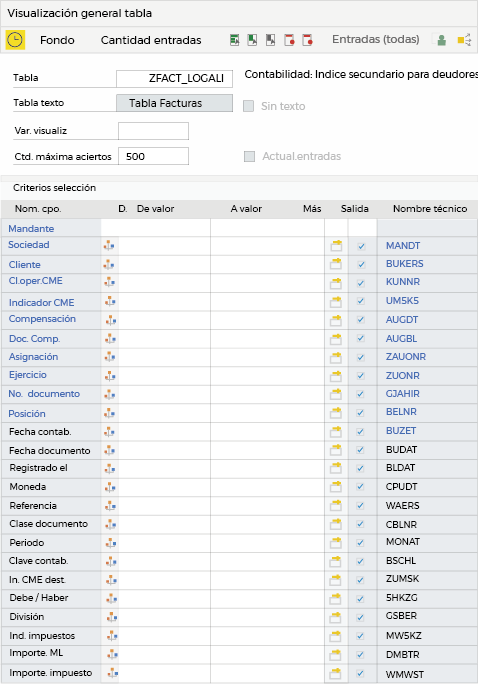 Visualización general tabla
Fondo Cantidad entradas Entradas (todas)
Tabla ZFACT_LOGALI Contabilidad: Indice secundario para deudores
Tabla texto Tabla Facturas Sin texto
Var. visualiz
Ctd. máxima aciertos 500 Actual.entradas
Criterios selección
Nom. cpo. D. De valor A valor Más Salida Nombre técnico
Mandante
Sociedad MANDT
Cliente BUKERS
Cl.oper.CME KUNNR
Indicador CME UM5K5
Compensación AUGDT
Doc. Comp. AUGBL
Asignación ZAUONR
Ejercicio ZUONR
No. documento GJAHIR
Posición BELNR
Fecha contab. BUZET
Fecha documento BUDAT
Registrado el BLDAT
Moneda CPUDT
Referencia WAERS
Clase documento CBLNR
Periodo MONAT
Clave contab. BSCHL
In. CME dest. ZUMSK
Debe / Haber 5HKZG
División GSBER
Ind. impuestos MW5KZ
Importe. ML DMBTR
Importe. impuesto WMWST